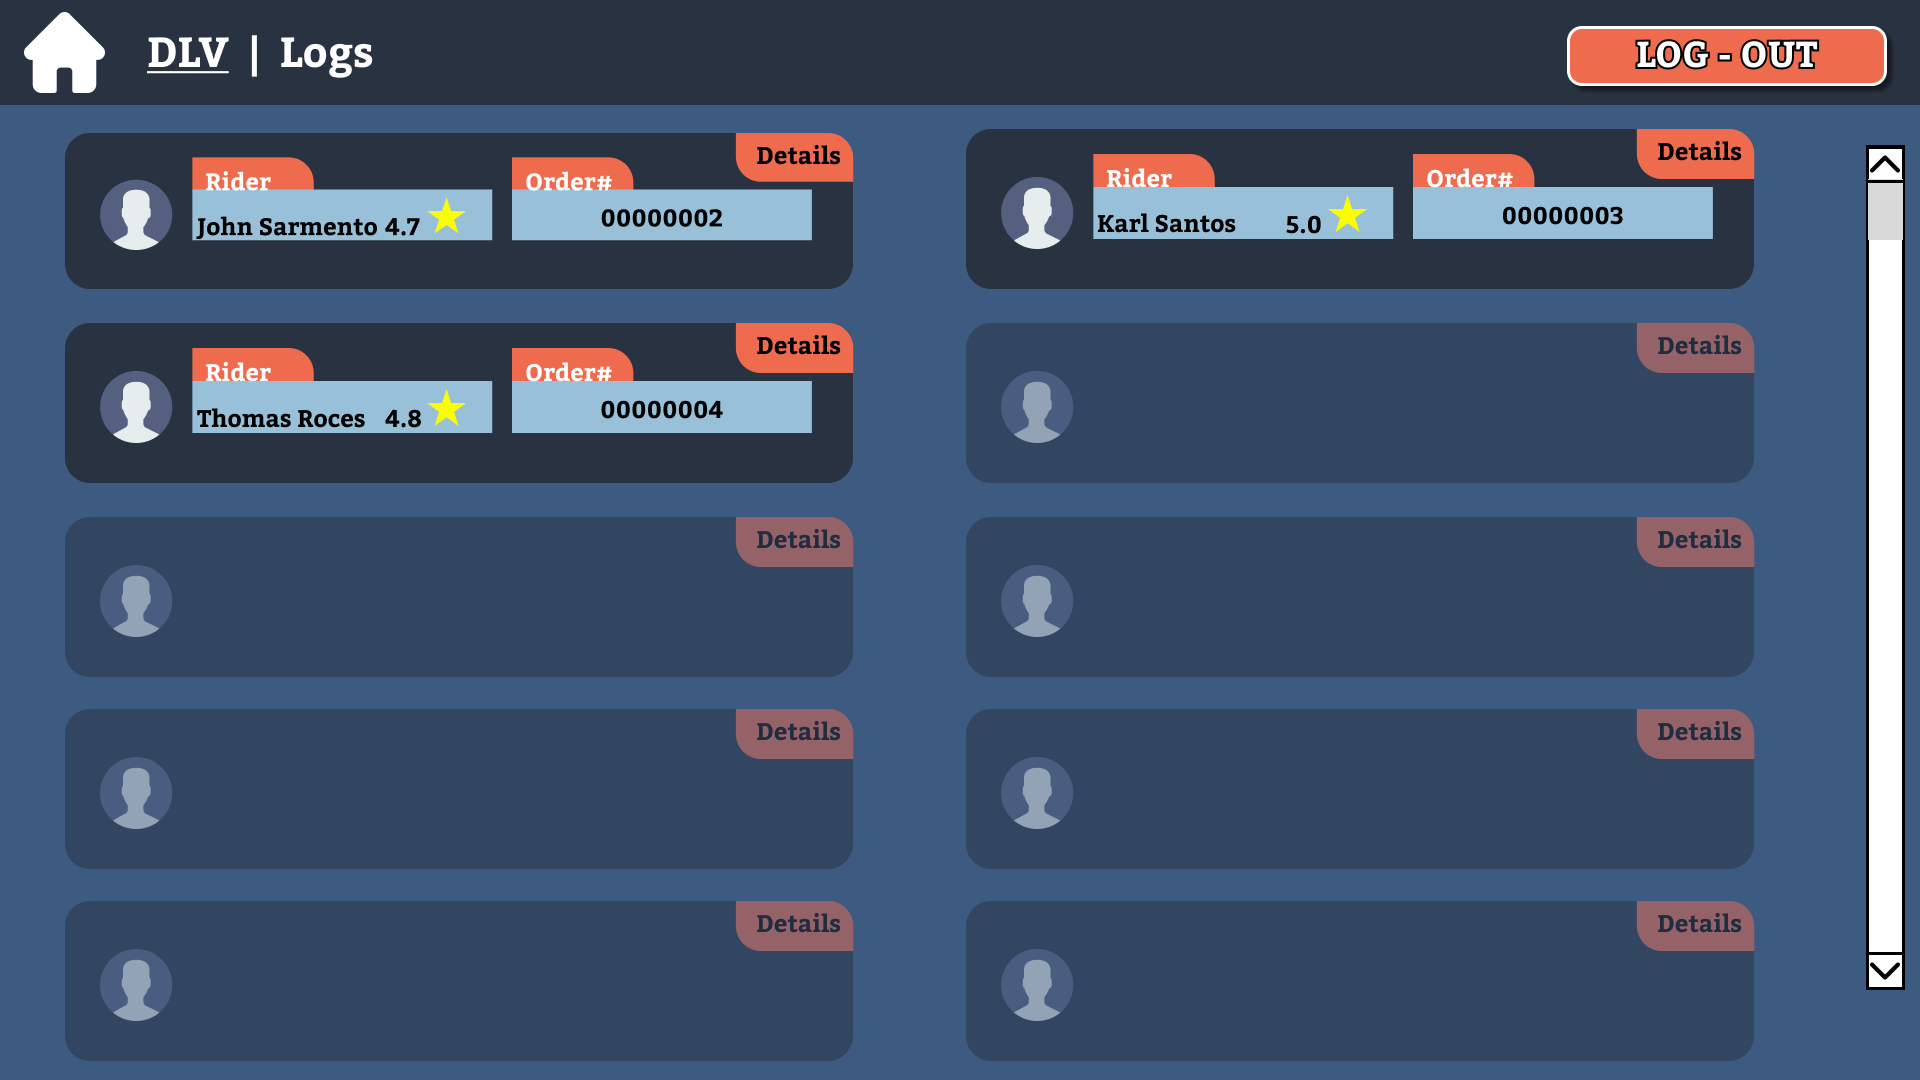 DLV | Logs
LOG - OUT
Details
Rider
Order#
John Sarmento 4.7
00000002
Details
Rider
Order#
Karl Santos 5.0
00000003
Details
Rider
Order#
Thomas Roces 4.8
00000004
Details
Details
Details
Details
Details
Details
Details